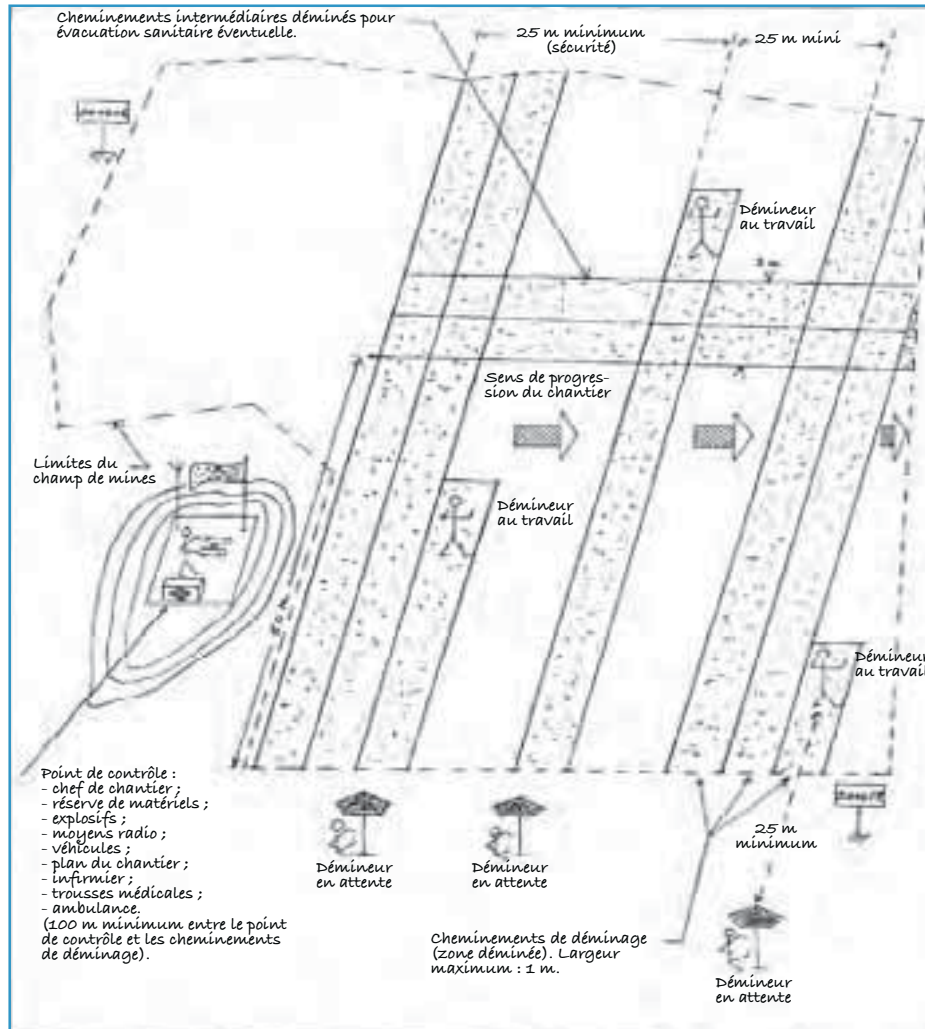 Cheminements intermédiaires déminés pour
évacuation sanitaire éventuelle.
25 m minimum
(sécurité)
25 m mini
Démineur
au travail
Sens de progres-
sion du chantier
Limites du
champ de mines
Démineur
au travail
Démineur
au travail
Point de contrôle :
- chef de chantier ;
- réserve de matériels ;
- explosifs ;
- moyens radio ;
- véhicules ;
- plan du chantier ;
- infirmier ;
- trousses médicales ;
- ambulance.
(100 m minimum entre le point
de contrôle et les cheminements
de déminage).
Démineur
en attente
Démineur
en attente
25 m
minimum
Cheminements de déminage
(zone déminée). Largeur
maximum : 1 m.
Démineur
en attente